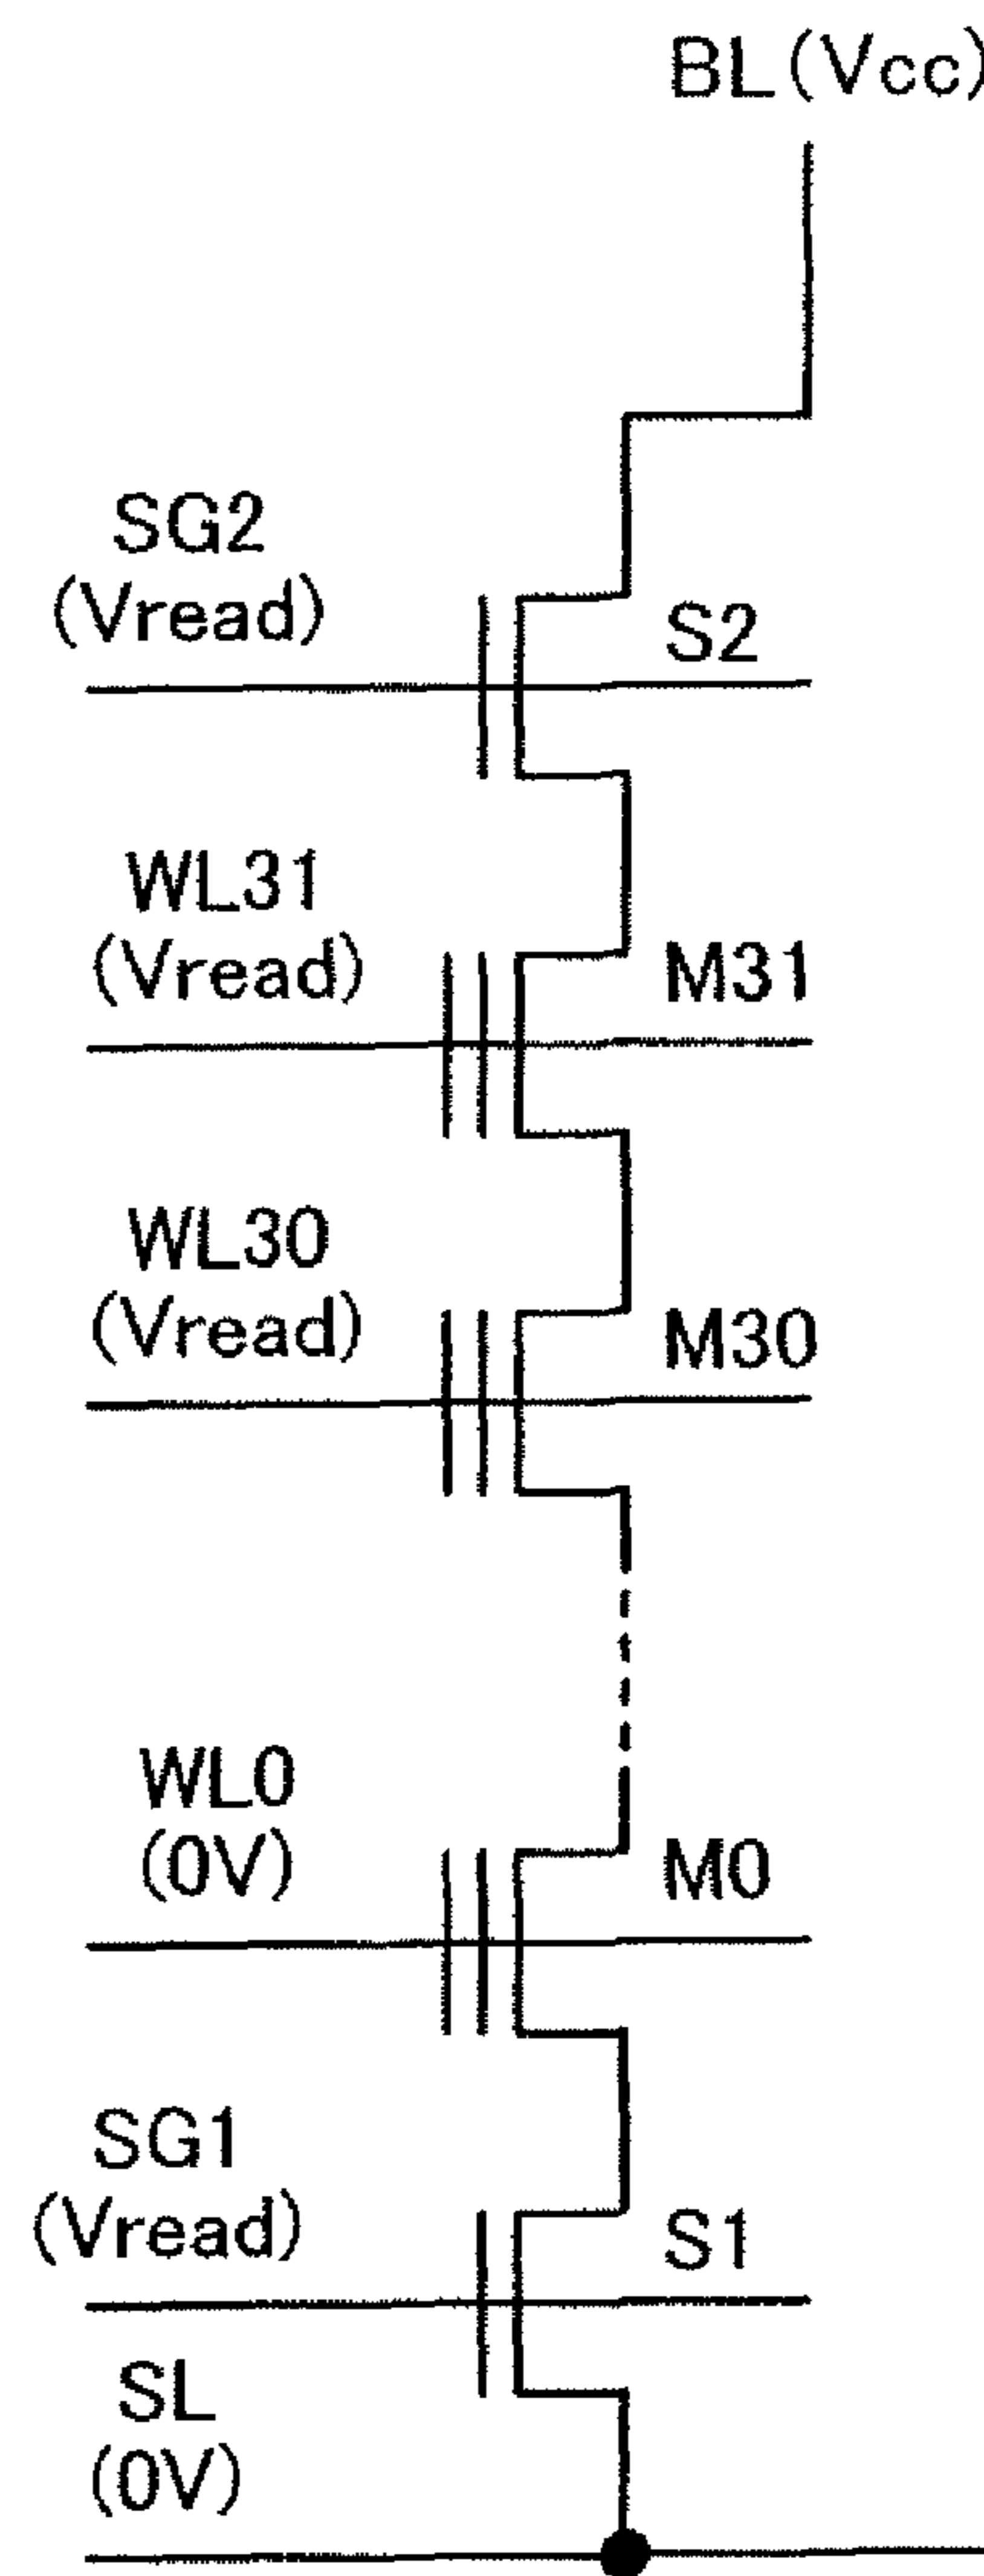 BL(Vcc)
SG2
(Vread)
S2
WL31
(Vread)
M31
WL30
(Vread)
M30
WL0
(0V)
M0
SG1
(Vread)
S1
SL
(0V)